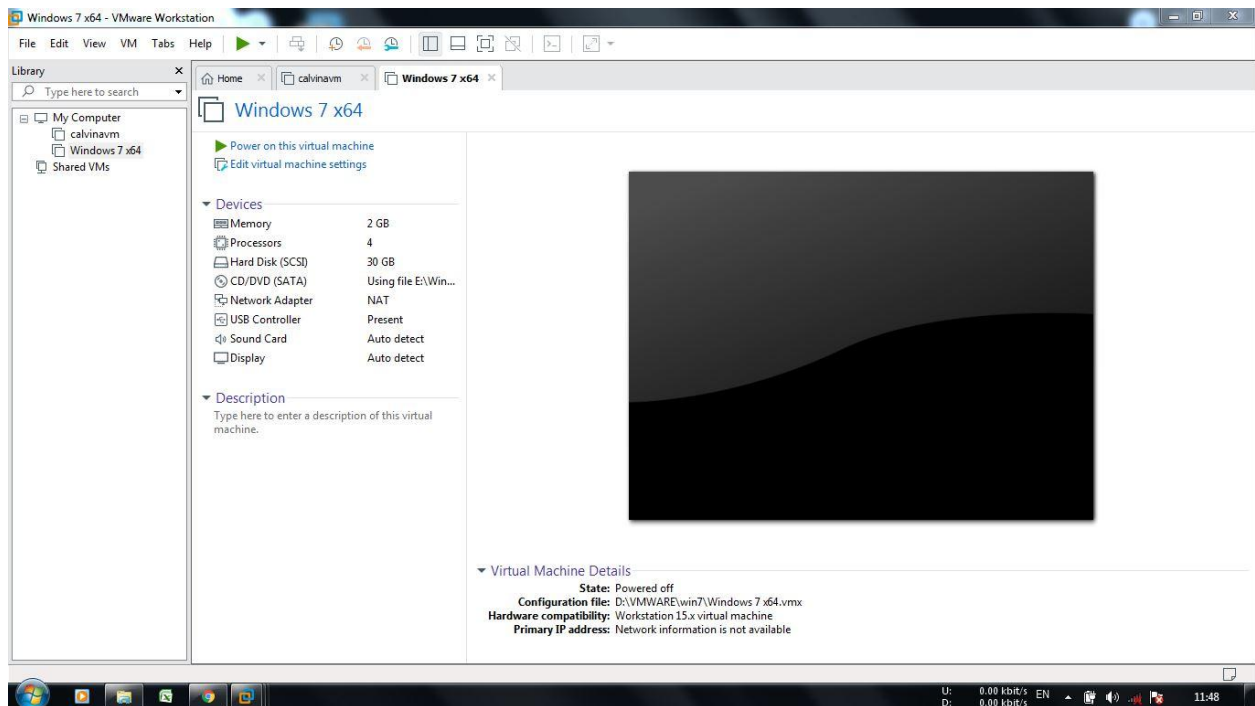 Windows 7 x64 - VMware Workstation
File Edit View VM Tabs Help
Library
Type here to search
My Computer
calvinavm
Windows 7 x64
Shared VMs
Home calvinavm Windows 7 x64
Windows 7 x64
Power on this virtual machine
Edit virtual machine settings
Devices
Memory 2 GB
Processors 4
Hard Disk (SCSI) 30 GB
CD/DVD (SATA) Using file E:\Win...
Network Adapter NAT
USB Controller Present
Sound Card Auto detect
Display Auto detect
Description
Type here to enter a description of this virtual
machine.
Virtual Machine Details
State: Powered off
Configuration file: D:\VMWARE\win7\Windows 7 x64.vmx
Hardware compatibility: Workstation 15.x virtual machine
Primary IP address: Network information is not available
U: 0.00 kbit/s EN
D: 0.00 kbit/s
11:48